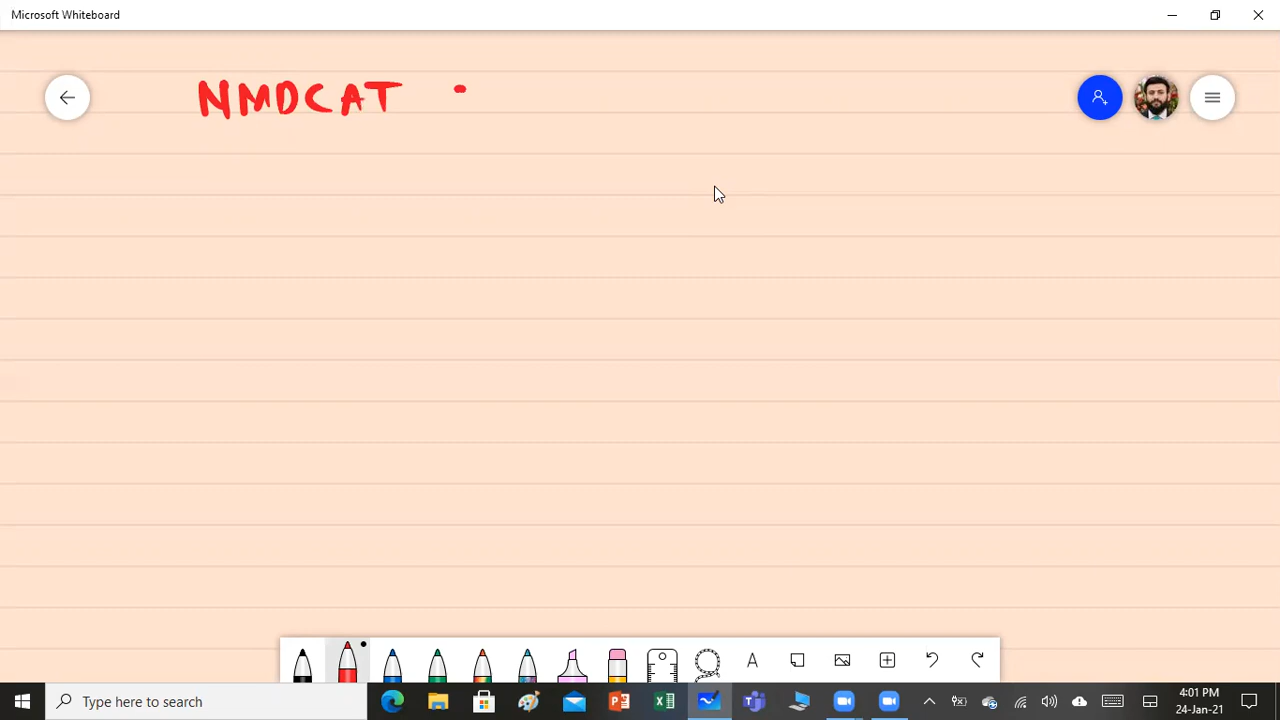 Microsoft Whiteboard
NMDCAT -
A
Type here to search
4:01 PM
24-Jan-21